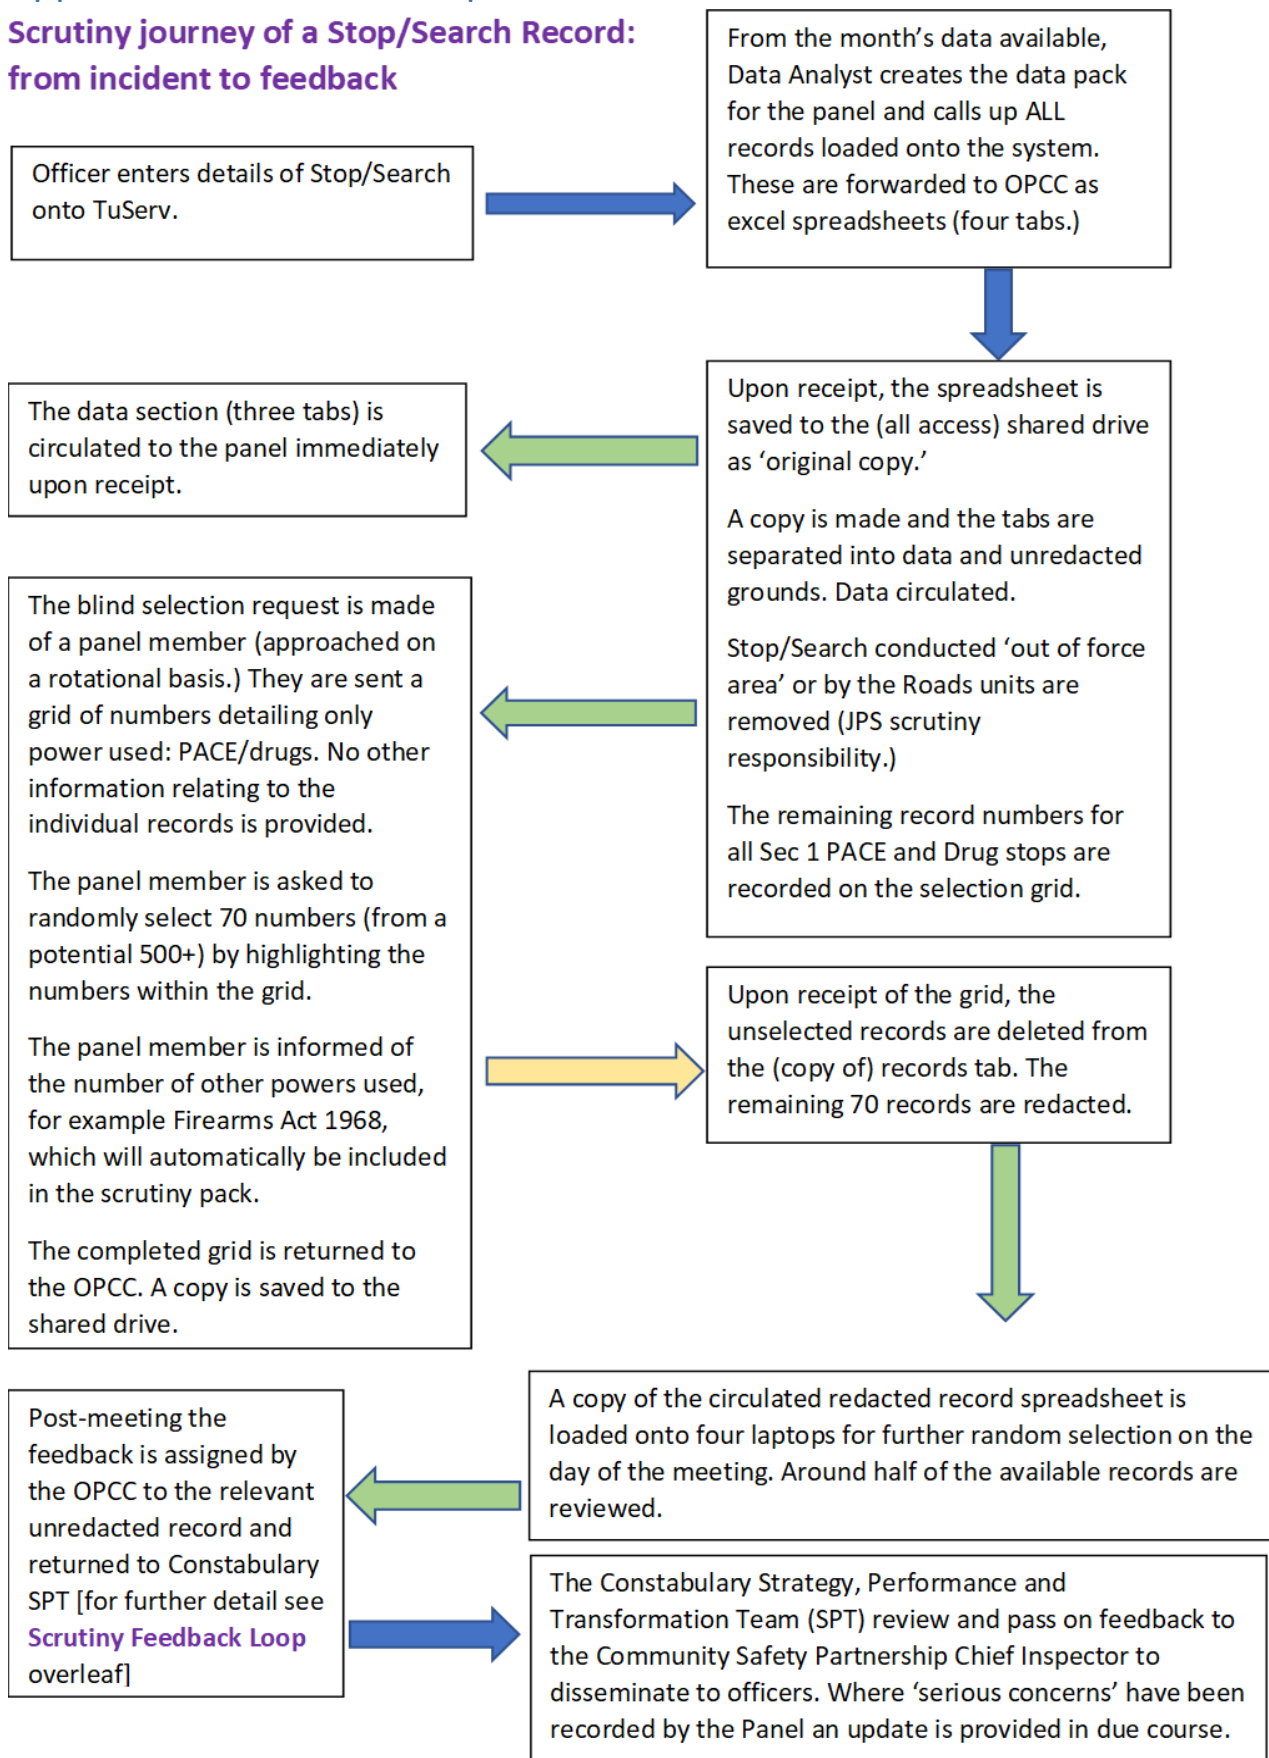 Scrutiny journey of a Stop/Search Record:
from incident to feedback
Officer enters details of Stop/Search
onto TuServ.
From the month’s data available,
Data Analyst creates the data pack
for the panel and calls up ALL
records loaded onto the system.
These are forwarded to OPCC as
excel spreadsheets (four tabs.)
Upon receipt, the spreadsheet is
saved to the (all access) shared drive
as ‘original copy.’
A copy is made and the tabs are
separated into data and unredacted
grounds. Data circulated.
Stop/Search conducted ‘out of force
area’ or by the Roads units are
removed (JPS scrutiny
responsibility.)
The remaining record numbers for
all Sec 1 PACE and Drug stops are
recorded on the selection grid.
The data section (three tabs) is
circulated to the panel immediately
upon receipt.
The blind selection request is made
of a panel member (approached on
a rotational basis.) They are sent a
grid of numbers detailing only
power used: PACE/drugs. No other
information relating to the
individual records is provided.
The panel member is asked to
randomly select 70 numbers (from a
potential 500+) by highlighting the
numbers within the grid.
The panel member is informed of
the number of other powers used,
for example Firearms Act 1968,
which will automatically be included
in the scrutiny pack.
The completed grid is returned to
the OPCC. A copy is saved to the
shared drive.
Upon receipt of the grid, the
unselected records are deleted from
the (copy of) records tab. The
remaining 70 records are redacted.
A copy of the circulated redacted record spreadsheet is
loaded onto four laptops for further random selection on the
day of the meeting. Around half of the available records are
reviewed.
Post-meeting the
feedback is assigned by
the OPCC to the relevant
unredacted record and
returned to Constabulary
SPT [for further detail see
Scrutiny Feedback Loop
overleaf]
The Constabulary Strategy, Performance and
Transformation Team (SPT) review and pass on feedback to
the Community Safety Partnership Chief Inspector to
disseminate to officers. Where ‘serious concerns’ have been
recorded by the Panel an update is provided in due course.